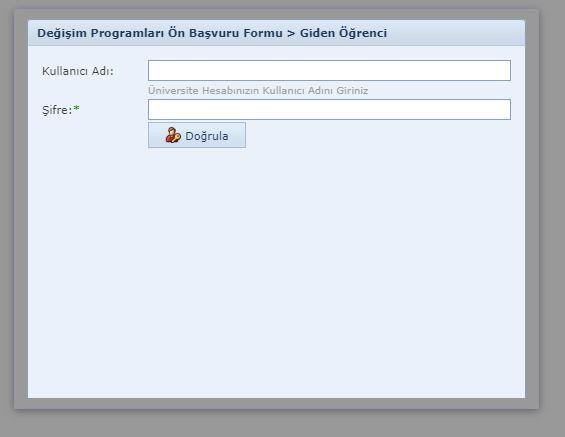 Değişim Programları Ön Başvuru Formu > Giden Öğrenci
Kullanıcı Adı:
Üniversite Hesabınızın Kullanıcı Adını Giriniz
Şifre:*
Doğrula